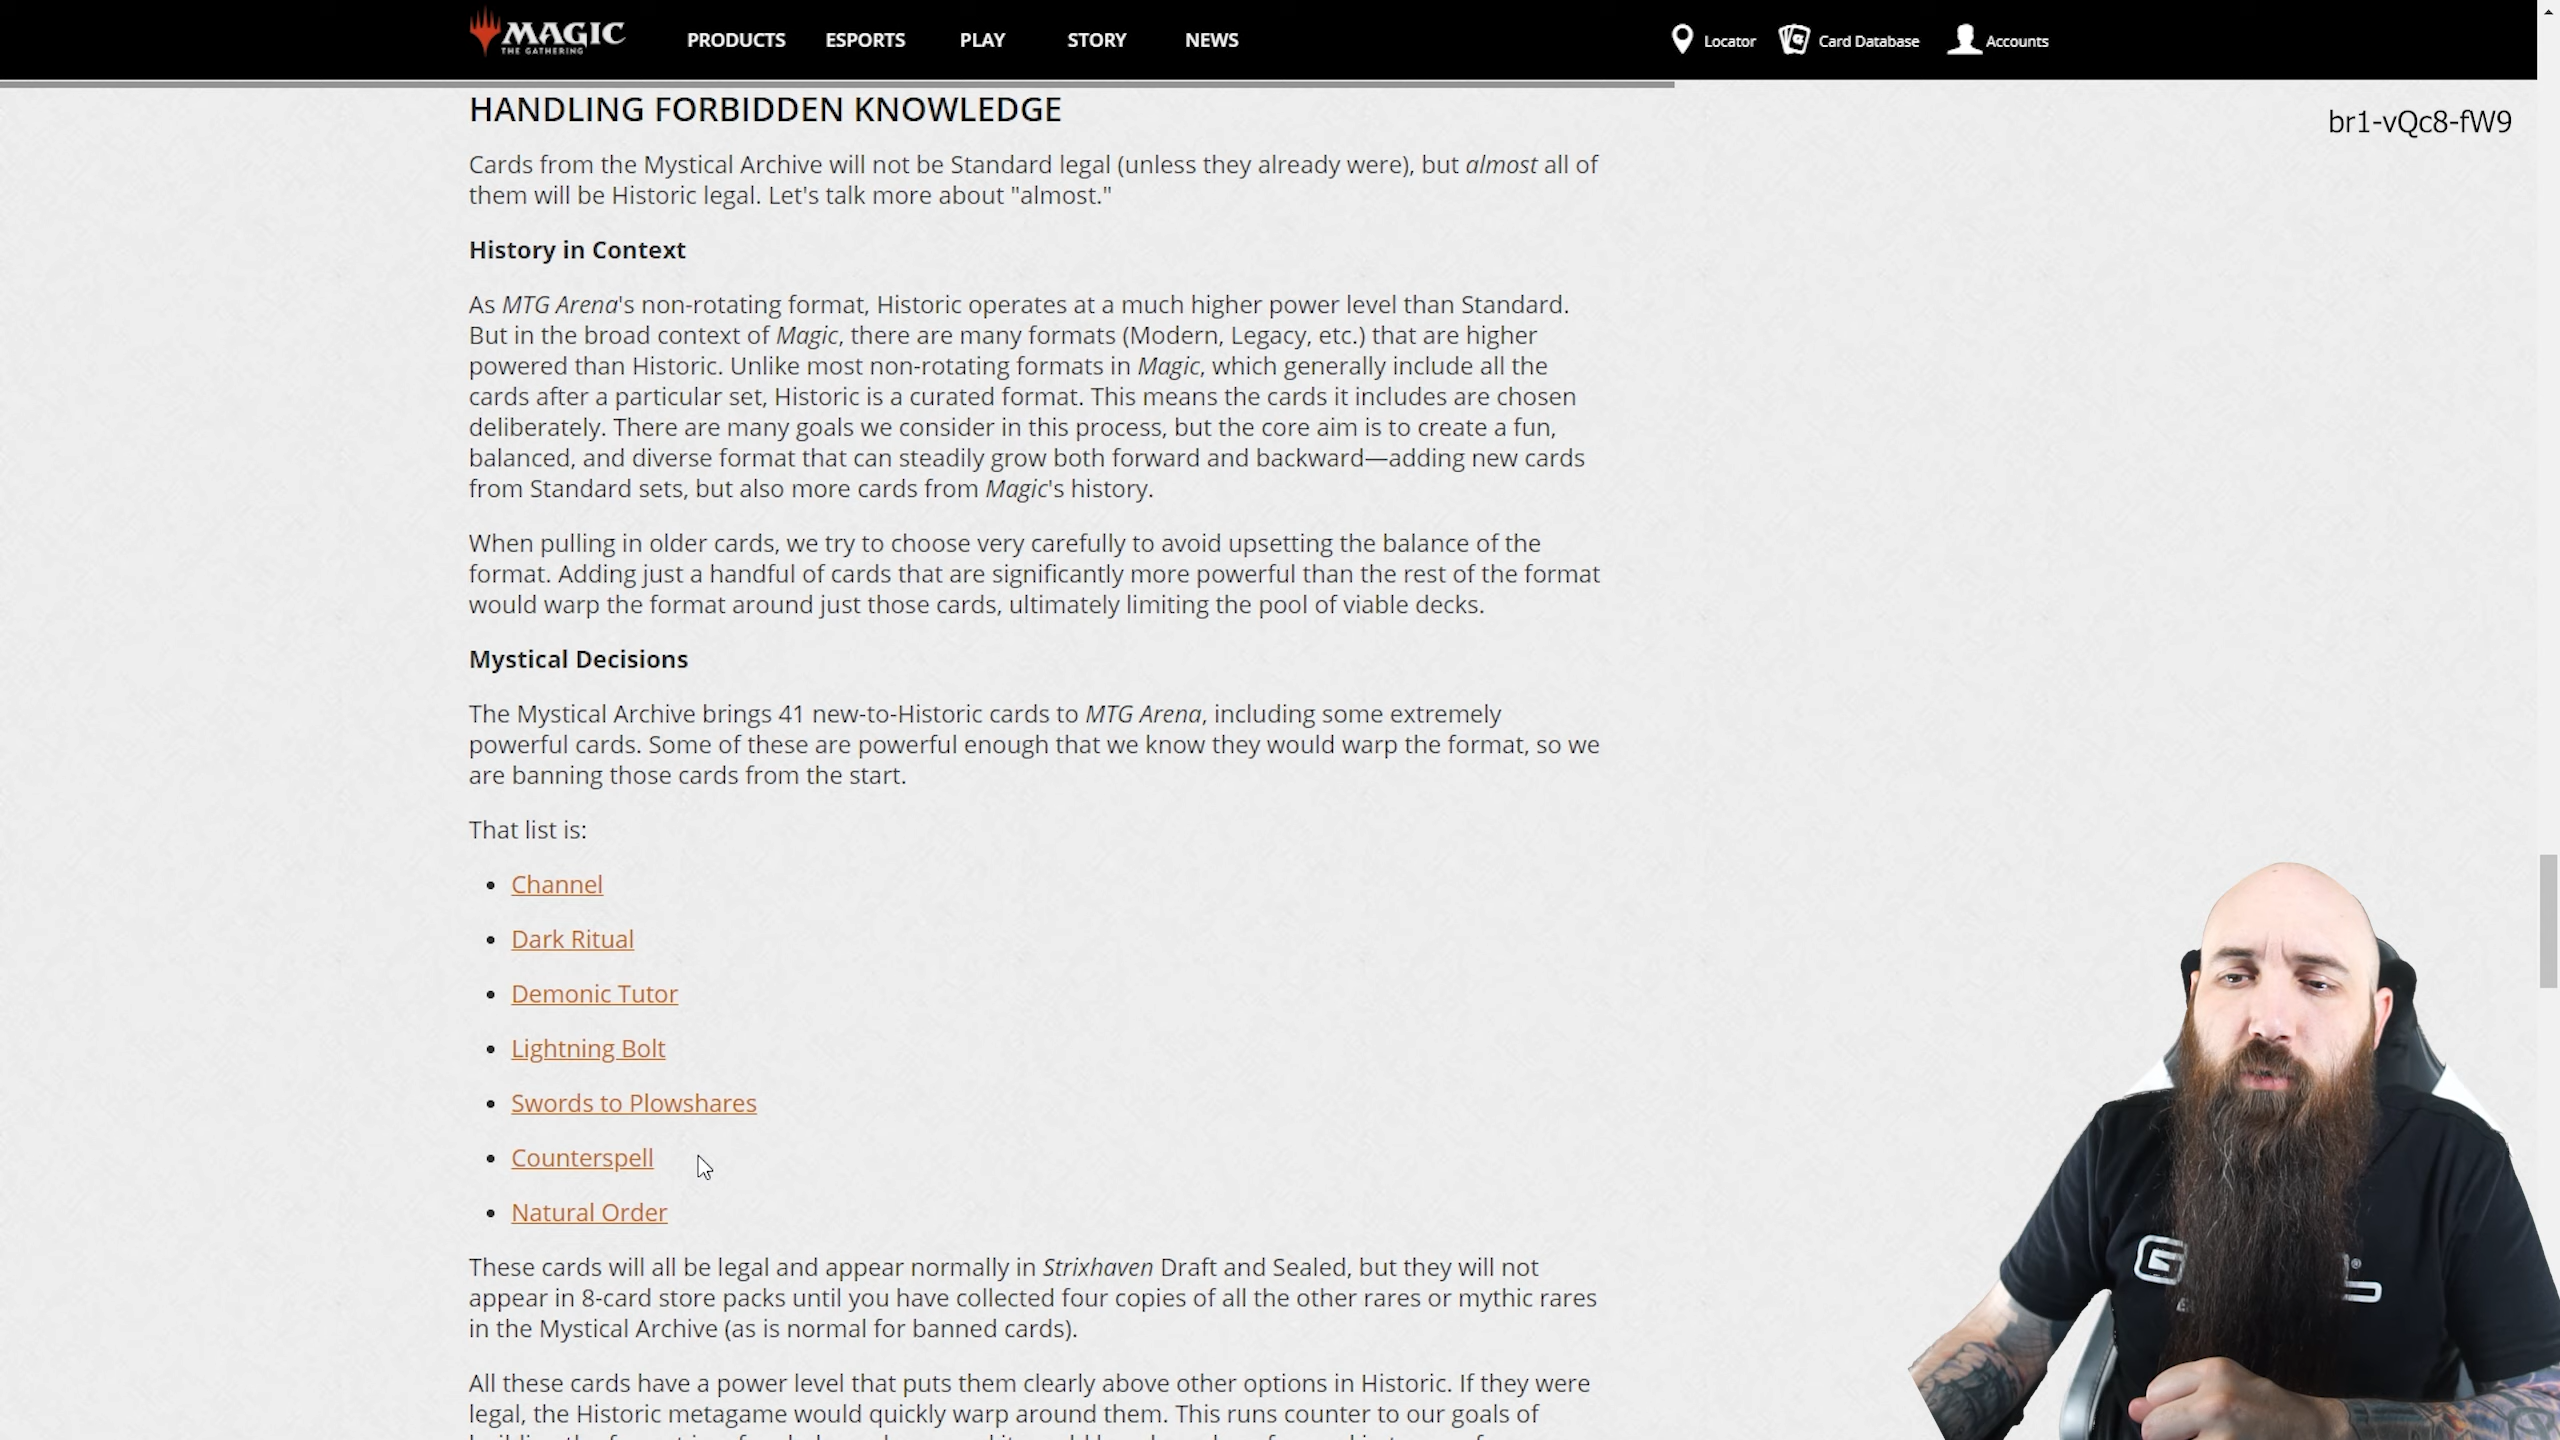 MAGIC
THE GATHERING
PRODUCTS ESPORTS PLAY STORY NEWS
Locator Card Database Accounts
br1-vQc8-fW9
HANDLING FORBIDDEN KNOWLEDGE
Cards from the Mystical Archive will not be Standard legal (unless they already were), but almost all of
them will be Historic legal. Let's talk more about "almost."
History in Context
As MTG Arena's non-rotating format, Historic operates at a much higher power level than Standard.
But in the broad context of Magic, there are many formats (Modern, Legacy, etc.) that are higher
powered than Historic. Unlike most non-rotating formats in Magic, which generally include all the
cards after a particular set, Historic is a curated format. This means the cards it includes are chosen
deliberately. There are many goals we consider in this process, but the core aim is to create a fun,
balanced, and diverse format that can steadily grow both forward and backward—adding new cards
from Standard sets, but also more cards from Magic's history.
When pulling in older cards, we try to choose very carefully to avoid upsetting the balance of the
format. Adding just a handful of cards that are significantly more powerful than the rest of the format
would warp the format around just those cards, ultimately limiting the pool of viable decks.
Mystical Decisions
The Mystical Archive brings 41 new-to-Historic cards to MTG Arena, including some extremely
powerful cards. Some of these are powerful enough that we know they would warp the format, so we
are banning those cards from the start.
That list is:
• Channel
• Dark Ritual
• Demonic Tutor
• Lightning Bolt
• Swords to Plowshares
• Counterspell
• Natural Order
These cards will all be legal and appear normally in Strixhaven Draft and Sealed, but they will not
appear in 8-card store packs until you have collected four copies of all the other rares or mythic rares
in the Mystical Archive (as is normal for banned cards).
All these cards have a power level that puts them clearly above other options in Historic. If they were
legal, the Historic metagame would quickly warp around them. This runs counter to our goals of